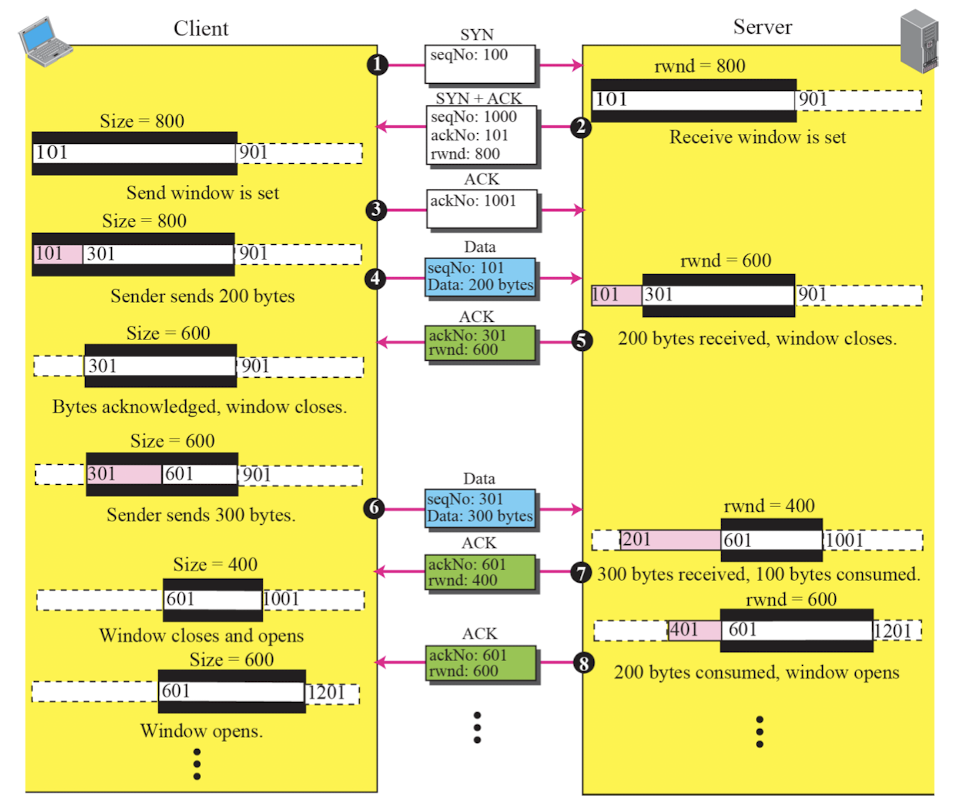 Client
Server
SYN
1
seqNo: 100
rwnd = 800
101
901
SYN + ACK
seqNo: 1000
ackNo: 101
rwnd: 800
2
Receive window is set
Size = 800
101
901
Send window is set
ACK
3
ackNo: 1001
Size = 800
101
301
901
Sender sends 200 bytes
Data
4
seqNo: 101
Data: 200 bytes
rwnd = 600
101
301
901
200 bytes received, window closes.
ACK
ackNo: 301
rwnd: 600
5
Size = 600
301
901
Bytes acknowledged, window closes.
Size = 600
301
601
901
Sender sends 300 bytes.
Data
6
seqNo: 301
Data: 300 bytes
rwnd = 400
201
601
1001
300 bytes received, 100 bytes consumed.
ACK
ackNo: 601
rwnd: 400
7
Size = 400
601
1001
Window closes and opens
rwnd = 600
401
601
1201
200 bytes consumed, window opens
ACK
ackNo: 601
rwnd: 600
8
Size = 600
601
1201
Window opens.